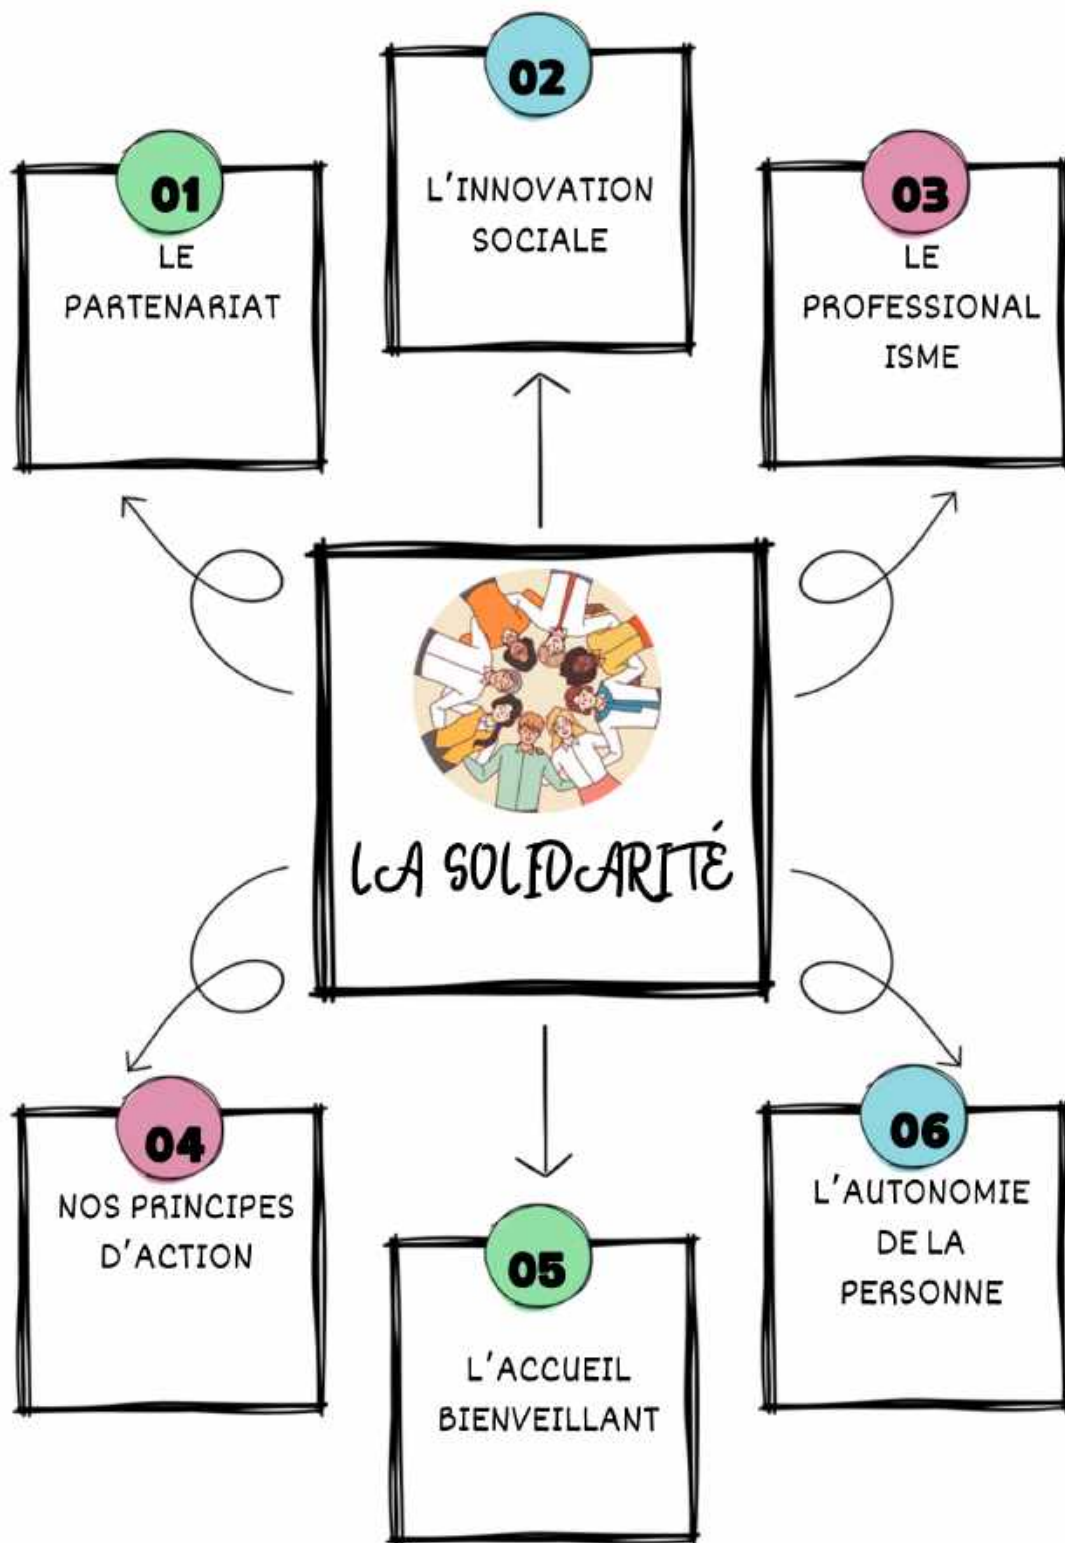 01
LE
PARTENARIAT
02
L'INNOVATION
SOCIALE
03
LE
PROFESSIONAL
ISME
LA SOLIDARITÉ
04
NOS PRINCIPES
D'ACTION
05
L'ACCUEIL
BIENVEILLANT
06
L'AUTONOMIE
DE LA
PERSONNE